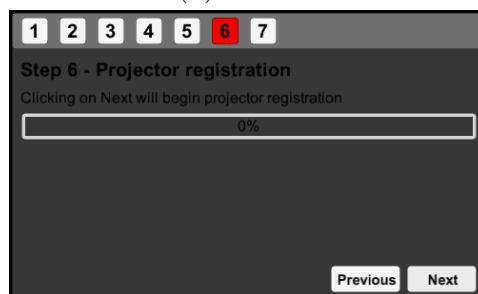 1 2 3 4 5 6 7
Step 6 - Projector registration
Clicking on Next will begin projector registration
0%
Previous Next